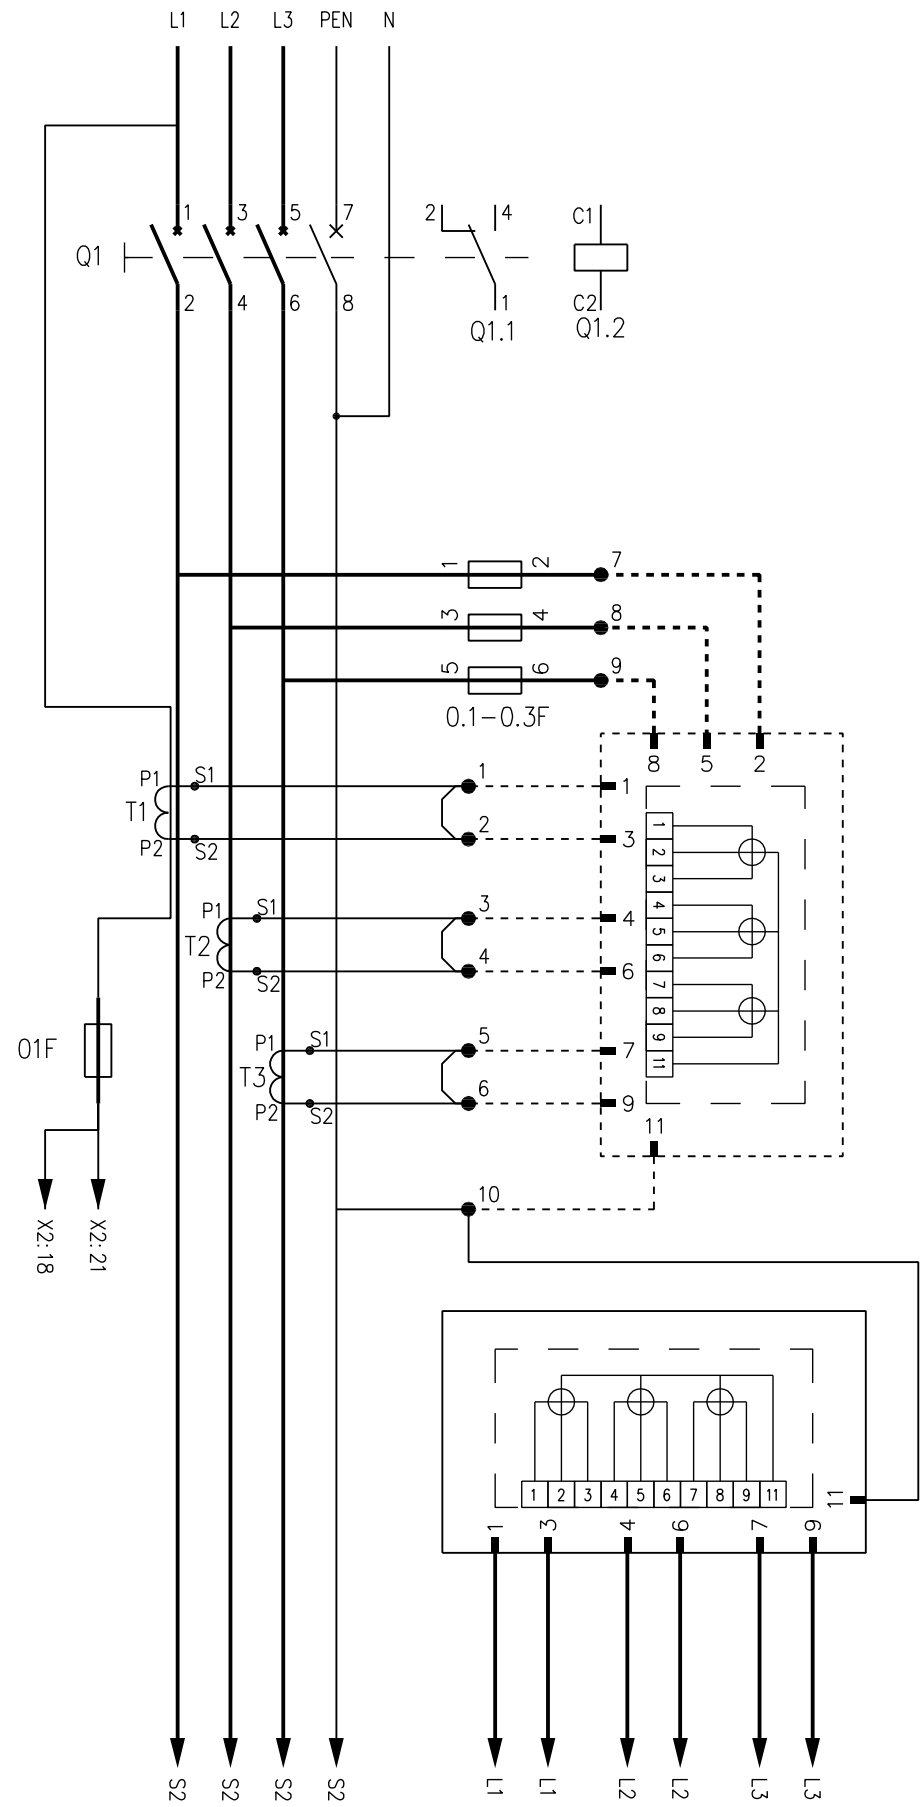 L1 L2 L3 PEN N
1 3 5 7 2 4 C1
Q1
2 4 6 8 1 C2
Q1.1 Q1.2
1 2 7
3 4 8
5 6 9
0.1-0.3F
8 5 2
P1 S1 1 1
T1
P2 S2 2 3
P1 S1 3 4
T2
P2 S2 4 6
P1 S1 5 7
T3
P2 S2 6 9
1
2
3
4
5
6
7
8
9
11
01F
11
10
X2:18 X2:21
1 2 3 4 5 6 7 8 9 11
11
1 3 4 6 7 9
S2 S2 S2 S2 L1 L1 L2 L2 L3 L3